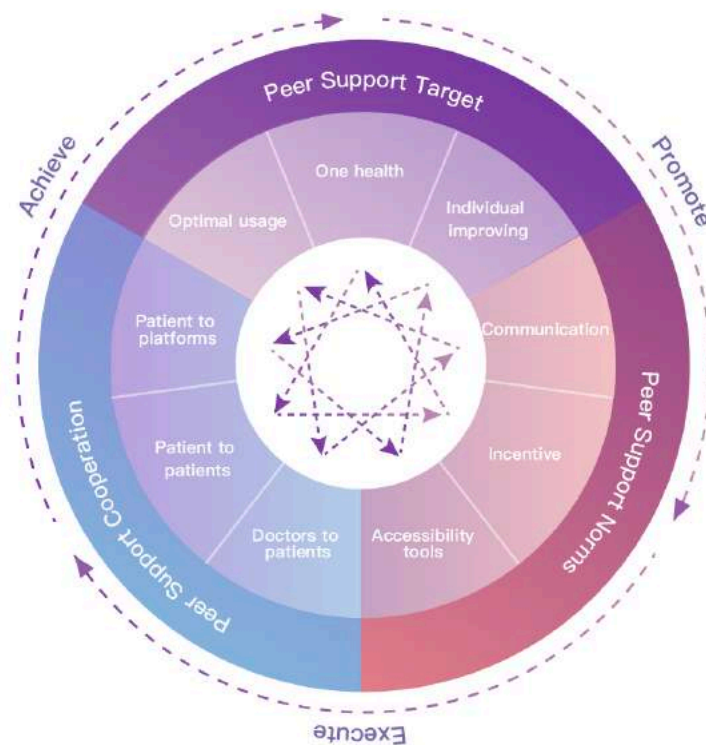 Peer Support Target
Achieve
Promote
One health
Optimal usage
Individual
improving
Patient to
platforms
Communication
Patient to
patients
Incentive
Doctors to
patients
Accessibility
tools
Peer Support Cooperation
Peer Support Norms
Execute